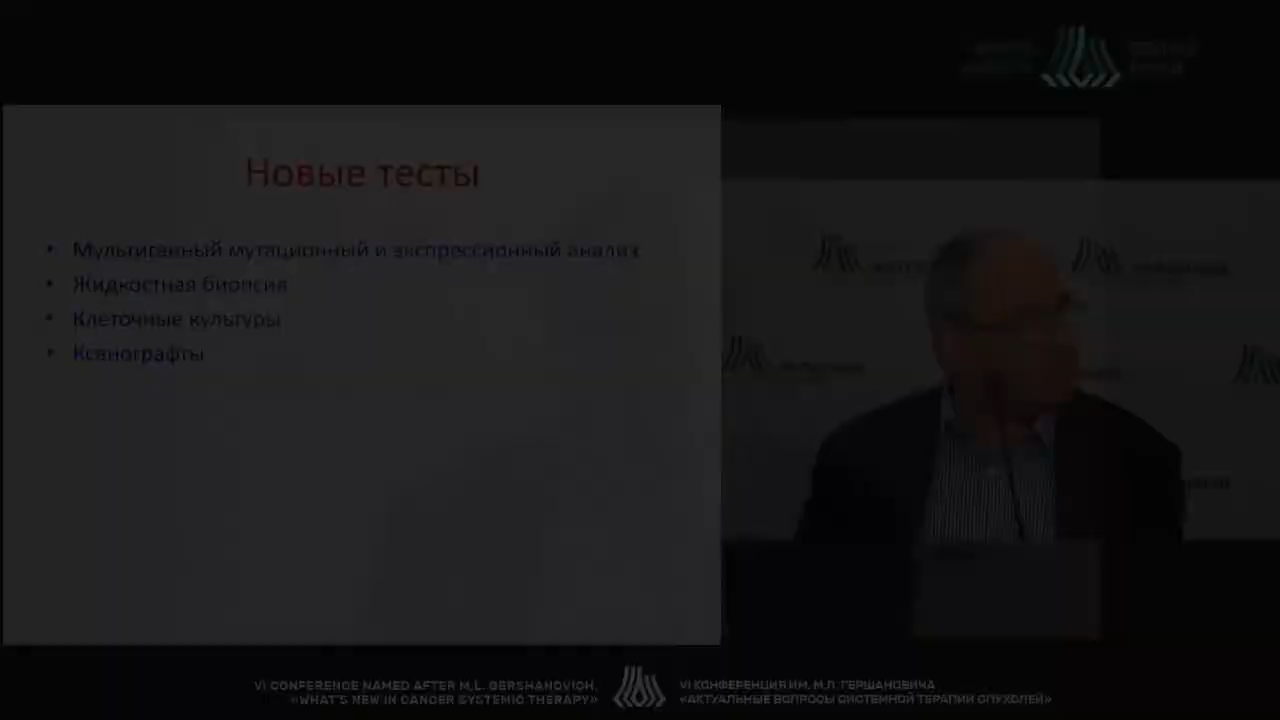 Новые тесты
• Мультигенный мутационный и экспрессионный анализ
• Жидкостная биопсия
• Клеточные культуры
• Ксенографты
VI CONFERENCE NAMED AFTER M.L. GERSHANOVICH,
«WHAT'S NEW IN CANCER SYSTEMIC THERAPY»
VI КОНФЕРЕНЦИЯ ИМ. М.Л. ГЕРШАНОВИЧА
«АКТУАЛЬНЫЕ ВОПРОСЫ СИСТЕМНОЙ ТЕРАПИИ ОПУХОЛЕЙ»